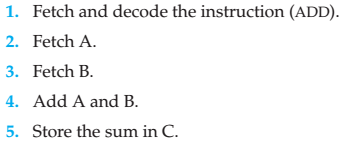 1. Fetch and decode the instruction (ADD).
2. Fetch A.
3. Fetch B.
4. Add A and B.
5. Store the sum in C.